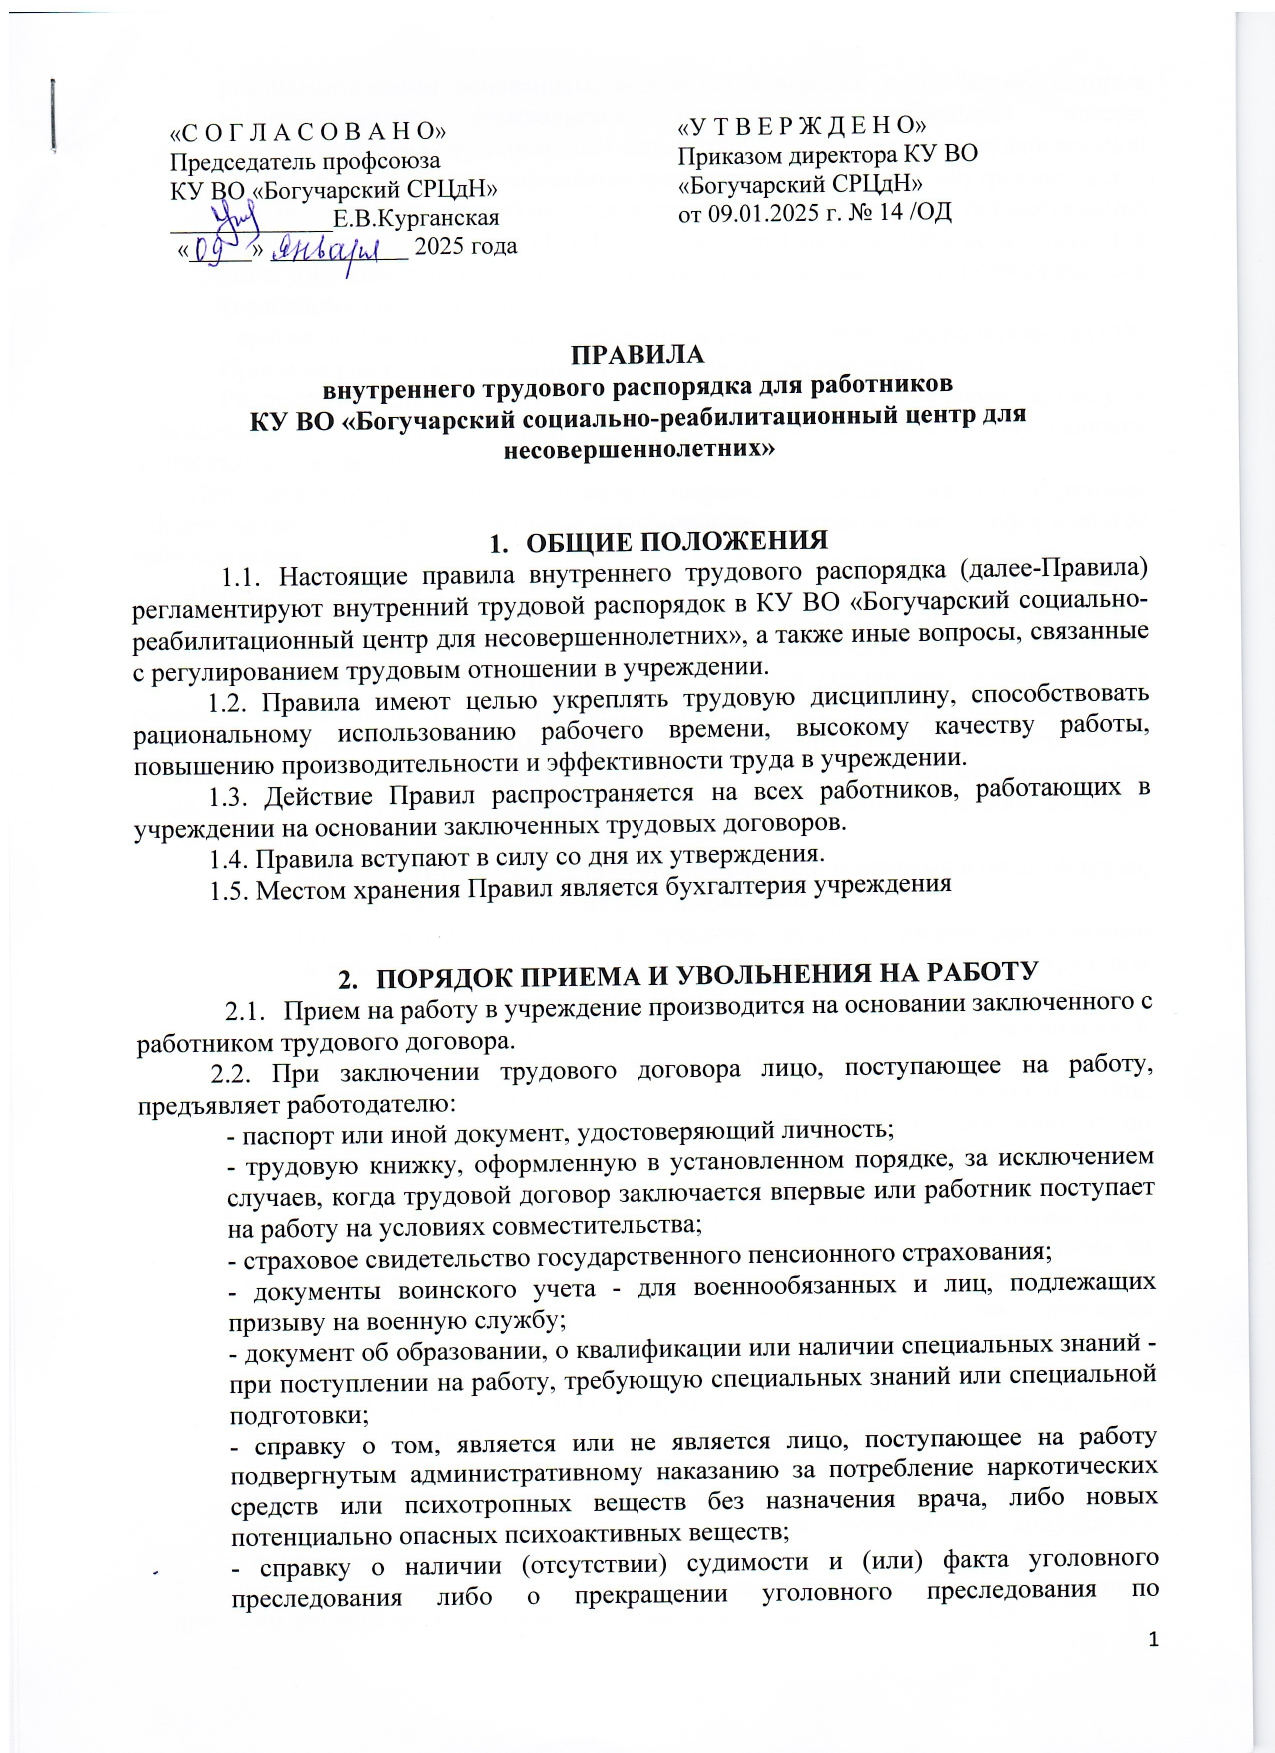 «С О Г Л А С О В А Н О»
Председатель профсоюза
КУ ВО «Богучарский СРЦдН»
_____________Е.В.Курганская
«09» января 2025 года
«У Т В Е Р Ж Д Е Н О»
Приказом директора КУ ВО
«Богучарский СРЦдН»
от 09.01.2025 г. № 14 /ОД
ПРАВИЛА
внутреннего трудового распорядка для работников
КУ ВО «Богучарский социально-реабилитационный центр для
несовершеннолетних»
1. ОБЩИЕ ПОЛОЖЕНИЯ
1.1. Настоящие правила внутреннего трудового распорядка (далее-Правила)
регламентируют внутренний трудовой распорядок в КУ ВО «Богучарский социально-
реабилитационный центр для несовершеннолетних», а также иные вопросы, связанные
с регулированием трудовым отношении в учреждении.
1.2. Правила имеют целью укреплять трудовую дисциплину, способствовать
рациональному использованию рабочего времени, высокому качеству работы,
повышению производительности и эффективности труда в учреждении.
1.3. Действие Правил распространяется на всех работников, работающих в
учреждении на основании заключенных трудовых договоров.
1.4. Правила вступают в силу со дня их утверждения.
1.5. Местом хранения Правил является бухгалтерия учреждения
2. ПОРЯДОК ПРИЕМА И УВОЛЬНЕНИЯ НА РАБОТУ
2.1. Прием на работу в учреждение производится на основании заключенного с
работником трудового договора.
2.2. При заключении трудового договора лицо, поступающее на работу,
предъявляет работодателю:
- паспорт или иной документ, удостоверяющий личность;
- трудовую книжку, оформленную в установленном порядке, за исключением
случаев, когда трудовой договор заключается впервые или работник поступает
на работу на условиях совместительства;
- страховое свидетельство государственного пенсионного страхования;
- документы воинского учета - для военнообязанных и лиц, подлежащих
призыву на военную службу;
- документ об образовании, о квалификации или наличии специальных знаний -
при поступлении на работу, требующую специальных знаний или специальной
подготовки;
- справку о том, является или не является лицо, поступающее на работу
подвергнутым административному наказанию за потребление наркотических
средств или психотропных веществ без назначения врача, либо новых
потенциально опасных психоактивных веществ;
- справку о наличии (отсутствии) судимости и (или) факта уголовного
преследования либо о прекращении уголовного преследования по
1